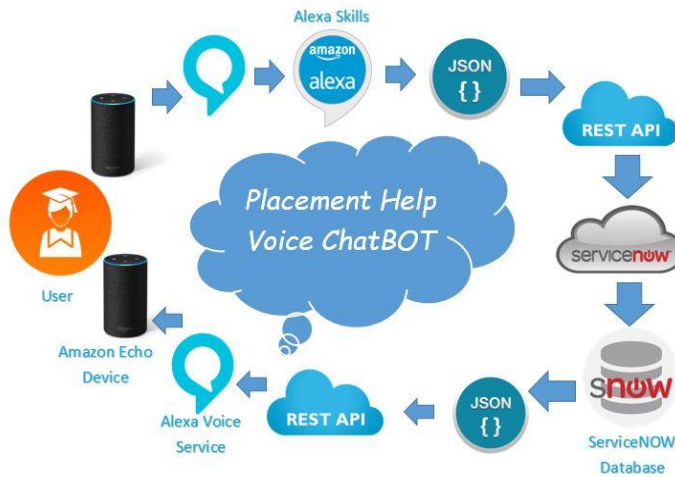 Alexa Skills
amazon
alexa
JSON
{ }
REST API
Placement Help
Voice ChatBOT
servicenow
User
Amazon Echo
Device
Alexa Voice
Service
REST API
JSON
{ }
snow
ServiceNOW
Database